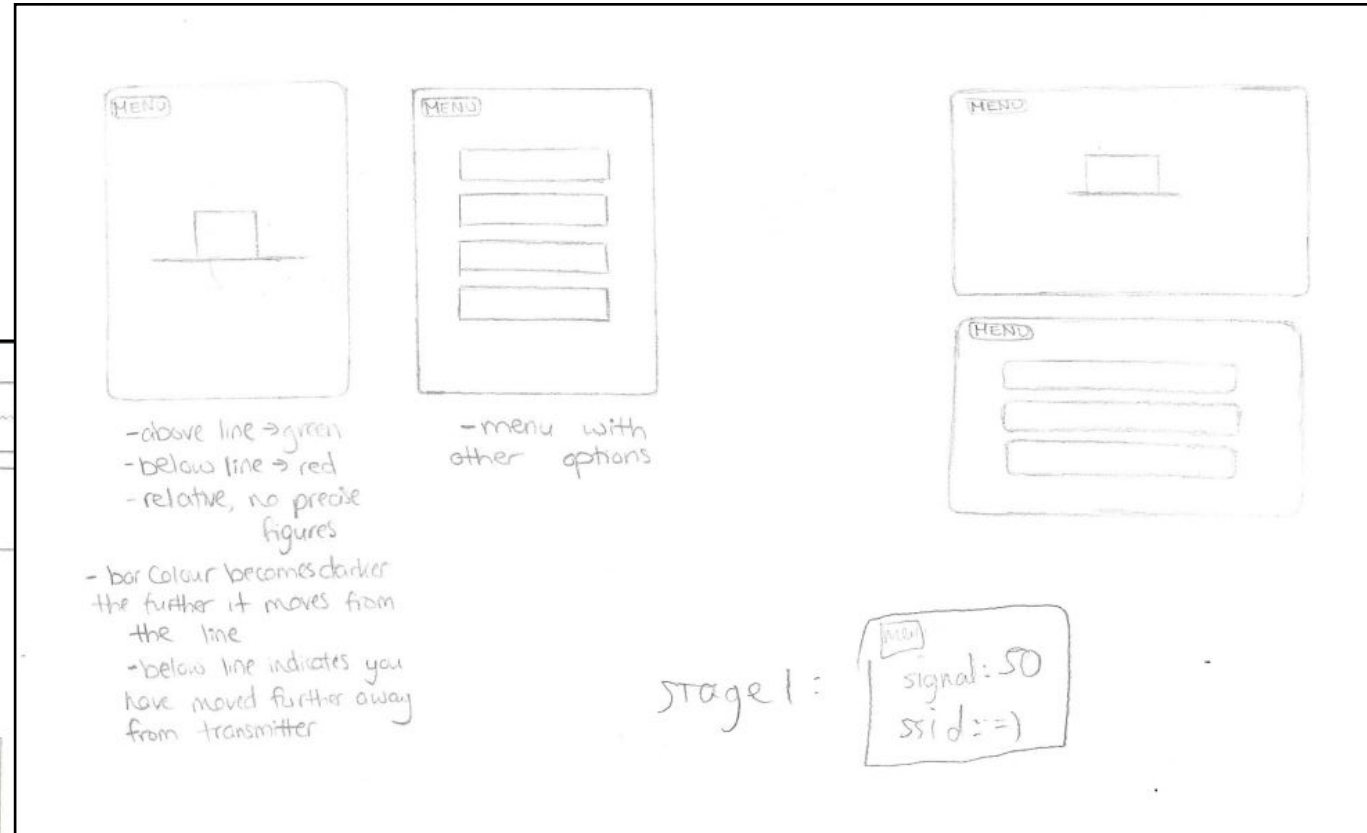 MENU
MENU
MENU
MENU
-above line → green
-below line → red
-relative, no precise
figures
- bar colour becomes darker
the further it moves from
the line
-below line indicates you
have moved further away
from transmitter
-menu with
other options
stage 1:
menu
signal: 50
ssid: =)